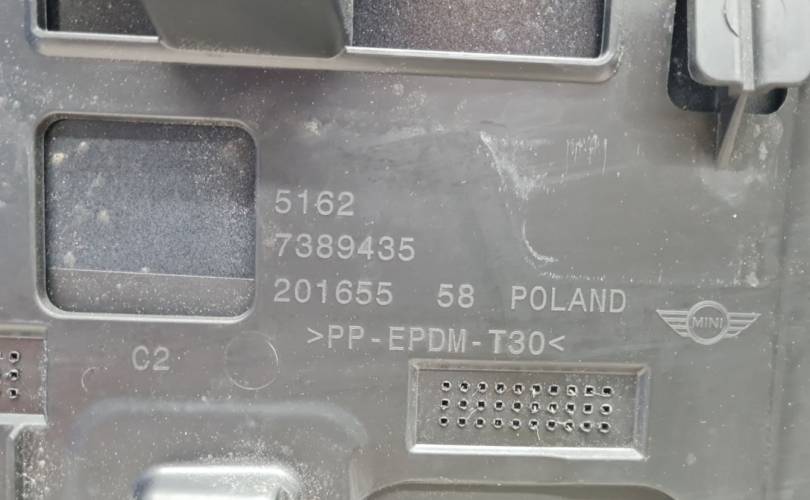 5162
7389435
201655 58 POLAND
MINI
>PP-EPDM-T30<
C2